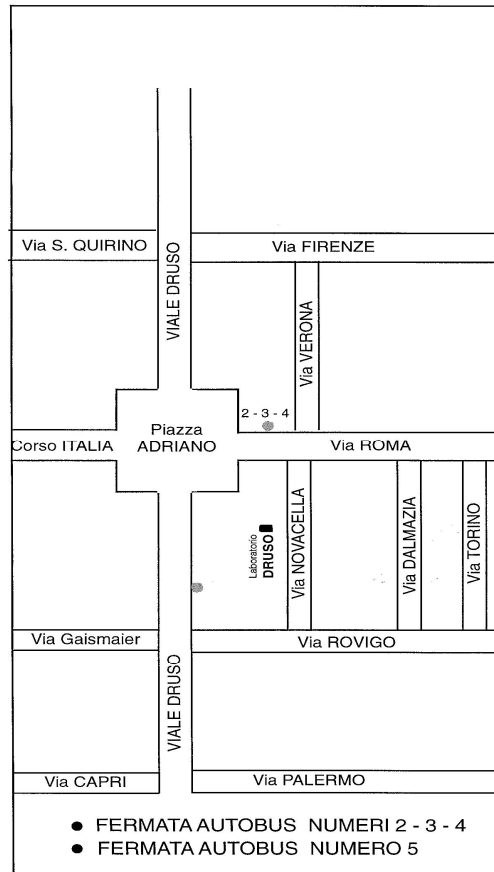 Via S. QUIRINO
Via FIRENZE
VIALE DRUSO
Via VERONA
2 - 3 - 4
Piazza
ADRIANO
Corso ITALIA
Via ROMA
Laboratorio
DRUSO
Via NOVACELLA
Via DALMAZIA
Via TORINO
Via Gaismaier
Via ROVIGO
VIALE DRUSO
Via CAPRI
Via PALERMO
FERMATA AUTOBUS NUMERI 2 - 3 - 4
FERMATA AUTOBUS NUMERO 5